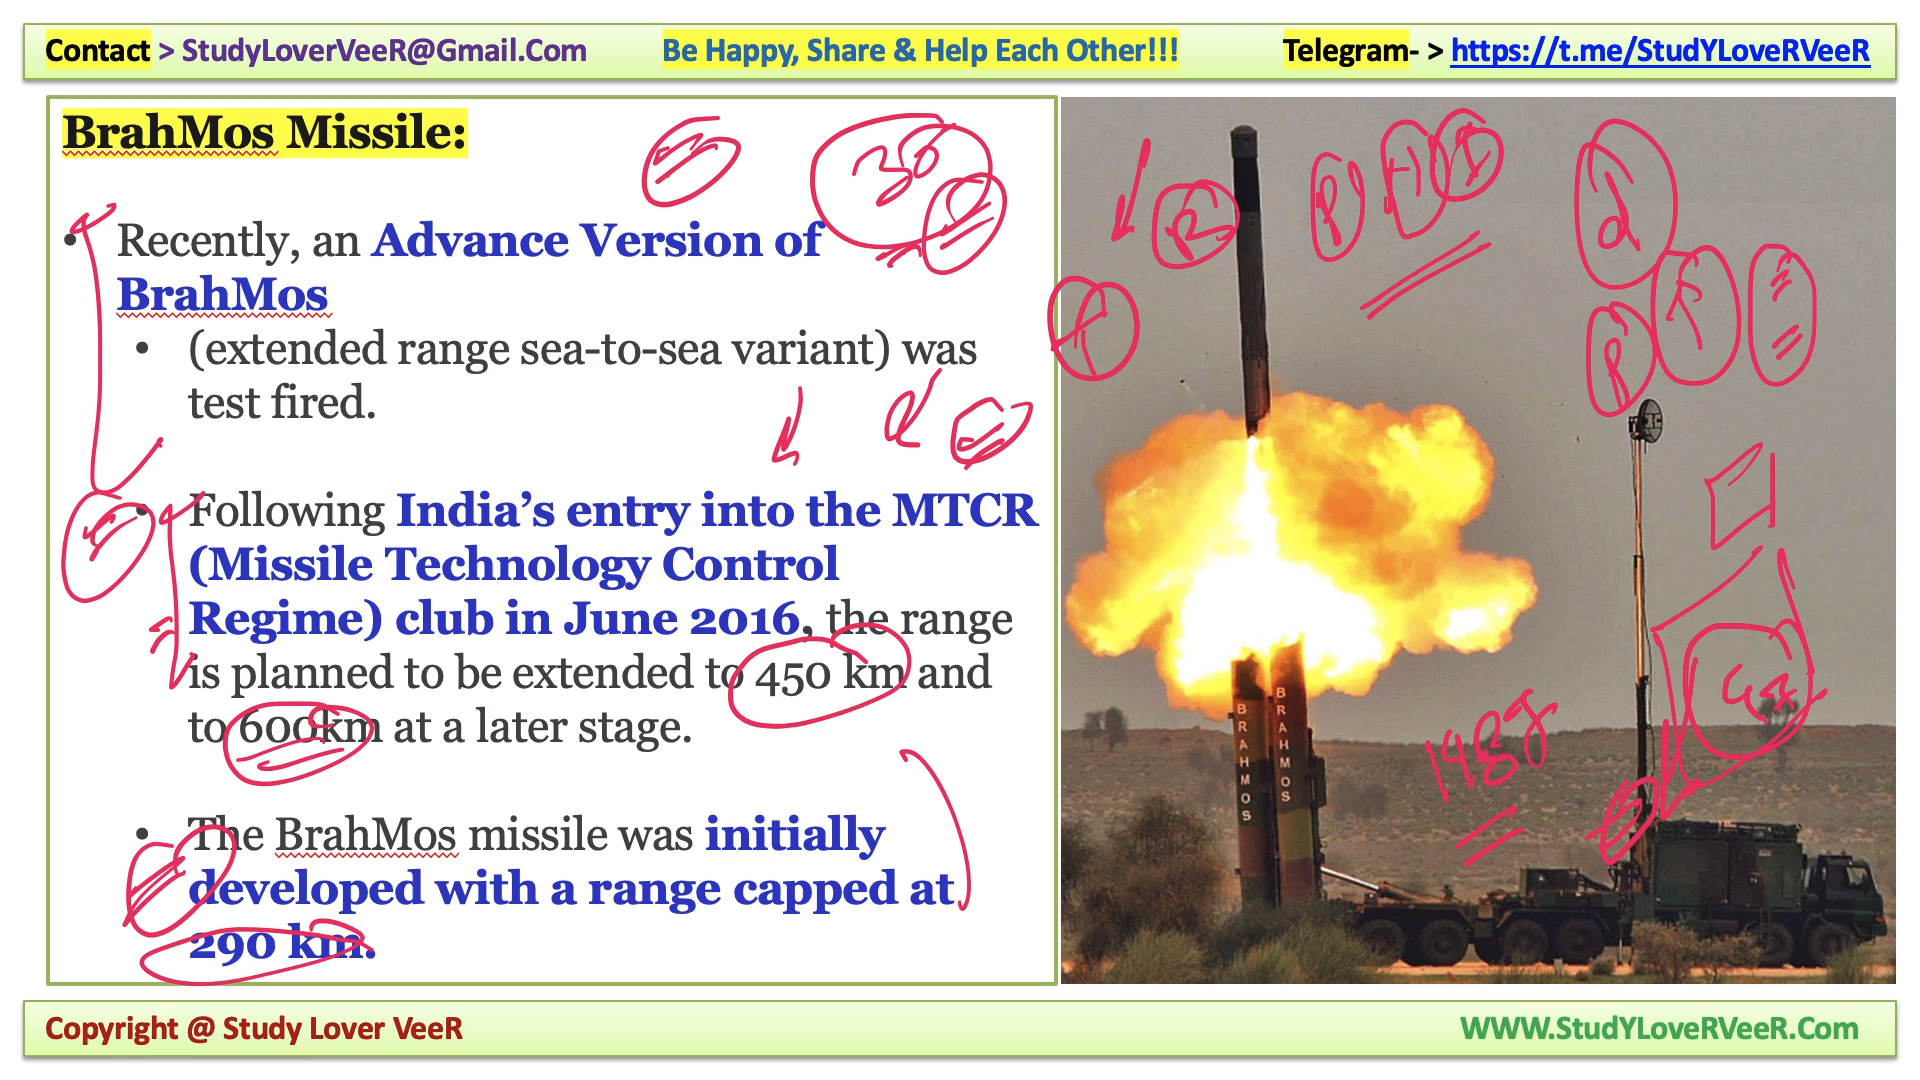 Contact > StudyLoverVeeR@Gmail.Com
Be Happy, Share & Help Each Other!!!
Telegram- > https://t.me/StudYLoveRVeeR
BrahMos Missile:
• Recently, an Advance Version of
BrahMos
• (extended range sea-to-sea variant) was
test fired.
• Following India’s entry into the MTCR
(Missile Technology Control
Regime) club in June 2016, the range
is planned to be extended to 450 km and
to 600km at a later stage.
• The BrahMos missile was initially
developed with a range capped at
290 km.
BRAHMOS
BRAHMOS
Copyright @ Study Lover VeeR
WWW.StudYLoveRVeeR.Com